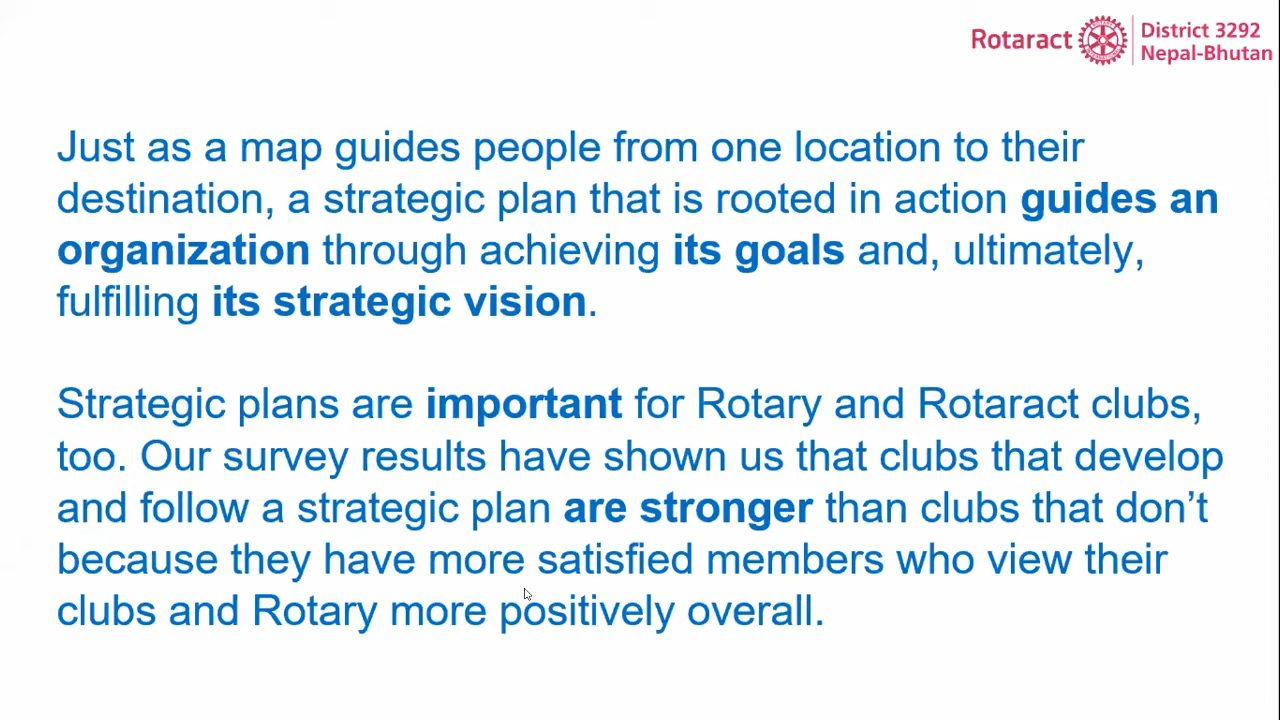 Rotaract
District 3292
Nepal-Bhutan
Just as a map guides people from one location to their
destination, a strategic plan that is rooted in action guides an
organization through achieving its goals and, ultimately,
fulfilling its strategic vision.
Strategic plans are important for Rotary and Rotaract clubs,
too. Our survey results have shown us that clubs that develop
and follow a strategic plan are stronger than clubs that don’t
because they have more satisfied members who view their
clubs and Rotary more positively overall.